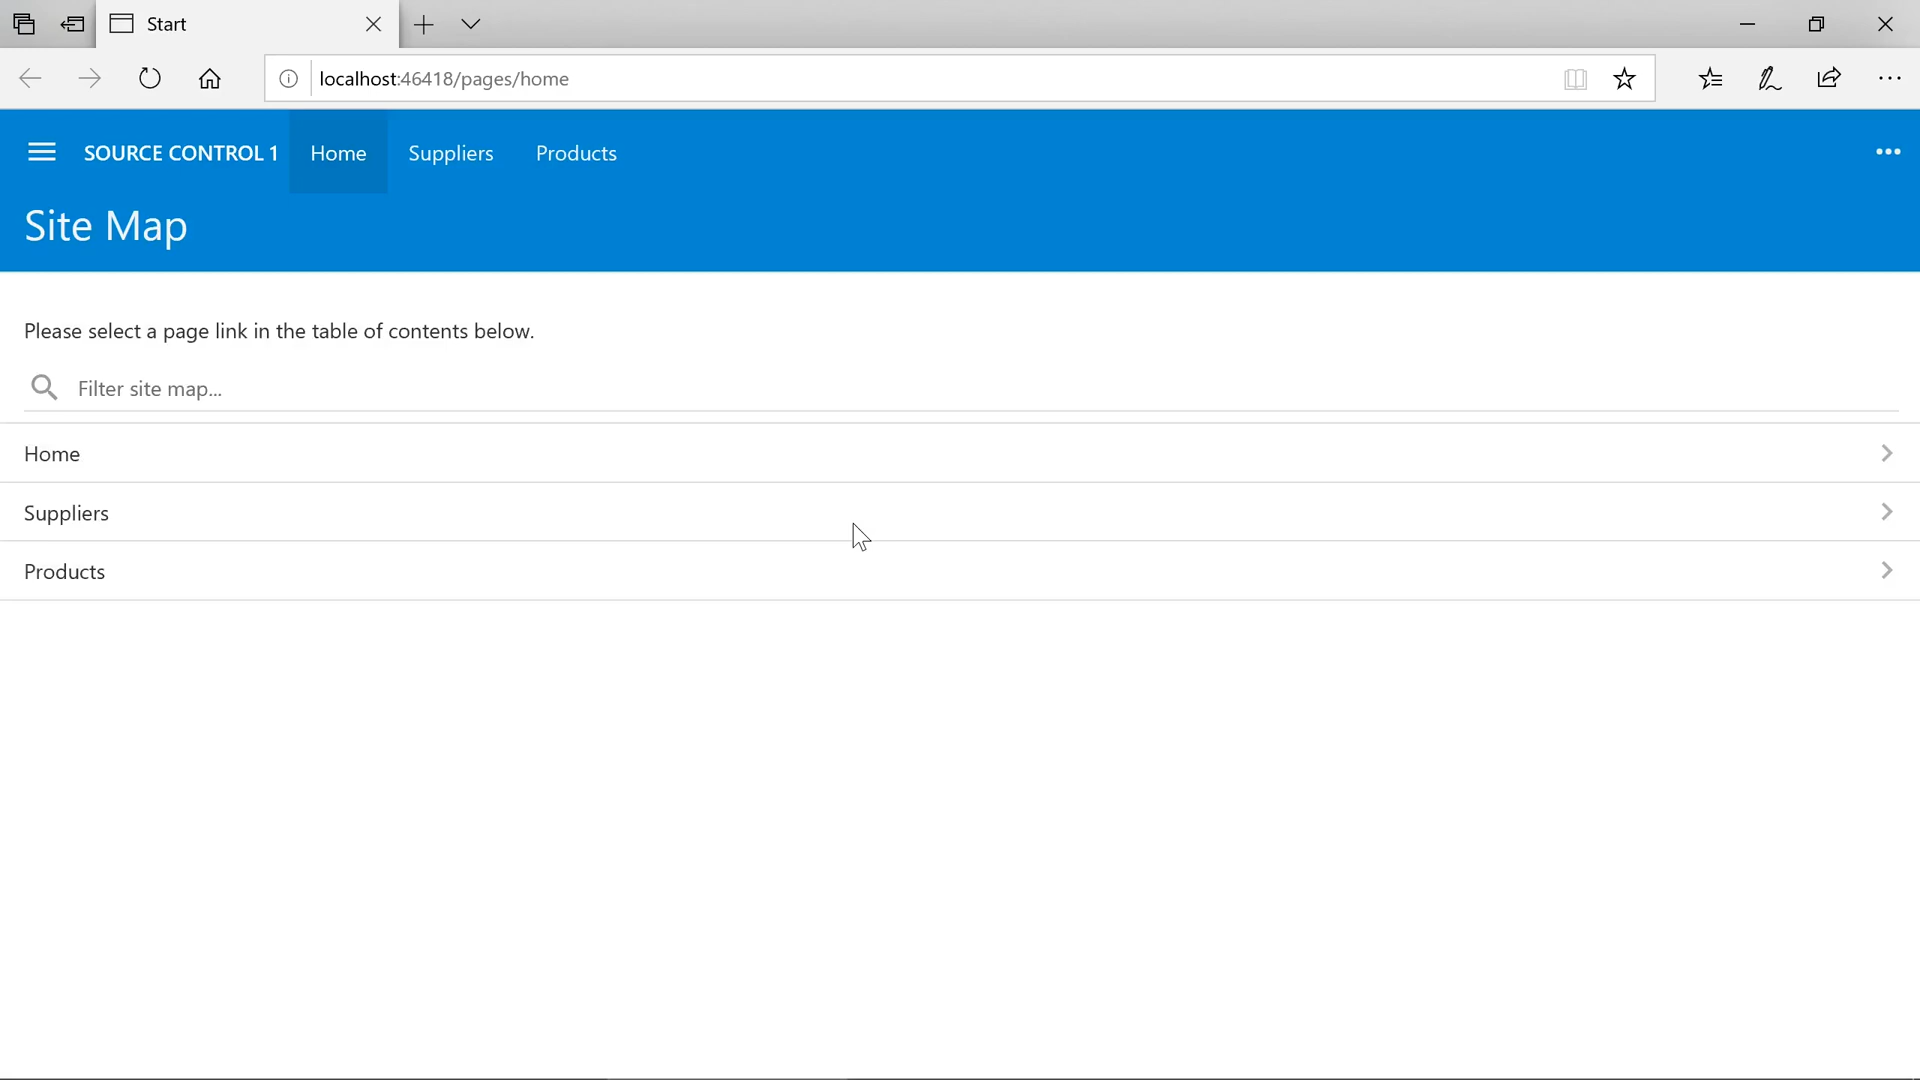 Start
localhost:46418/pages/home
SOURCE CONTROL 1 Home Suppliers Products
Site Map
Please select a page link in the table of contents below.
Filter site map...
Home
Suppliers
Products